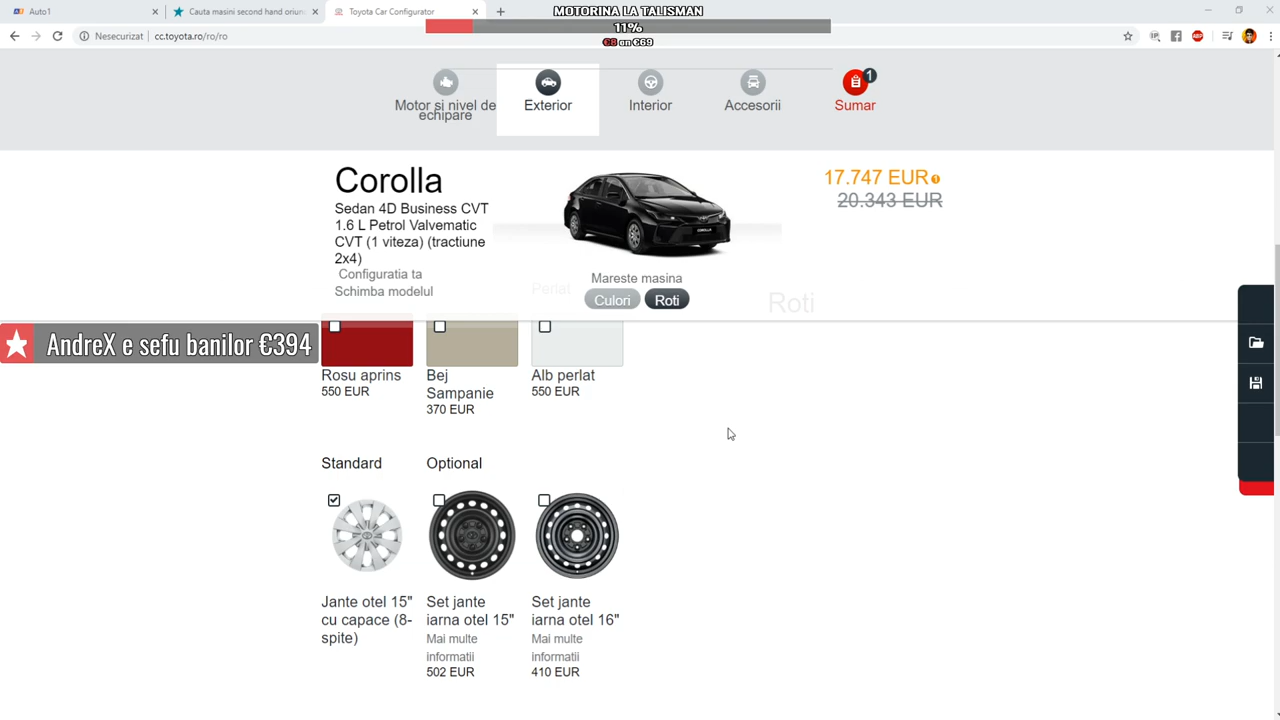 Auto1
Cauta masini second hand oriun
Toyota Car Configurator
MOTORINA LA TALISMAN
11%
€8 an €69
Nesecurizat
cc.toyota.ro/ro/ro
ABP
Motor si nivel de echipare
Exterior
Interior
Accesorii
Sumar
1
Corolla
Sedan 4D Business CVT
1.6 L Petrol Valvematic
CVT (1 viteza) (tractiune
2x4)
Configuratia ta
Schimba modelul
COROLLA
Mareste masina
Culori
Roti
17.747 EUR
20.343 EUR
Perlat
Roti
AndreX e sefu banilor €394
Rosu aprins
550 EUR
Bej
Sampanie
370 EUR
Alb perlat
550 EUR
Standard
Optional
Jante otel 15"
cu capace (8-
spite)
Set jante
iarna otel 15"
Mai multe
informatii
502 EUR
Set jante
iarna otel 16"
Mai multe
informatii
410 EUR